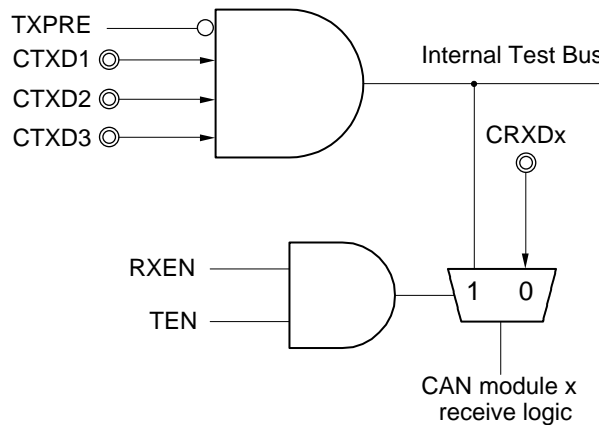 TXPRE
CTXD1
CTXD2
CTXD3
Internal Test Bus
CRXDx
RXEN
TEN
1 0
CAN module x
receive logic